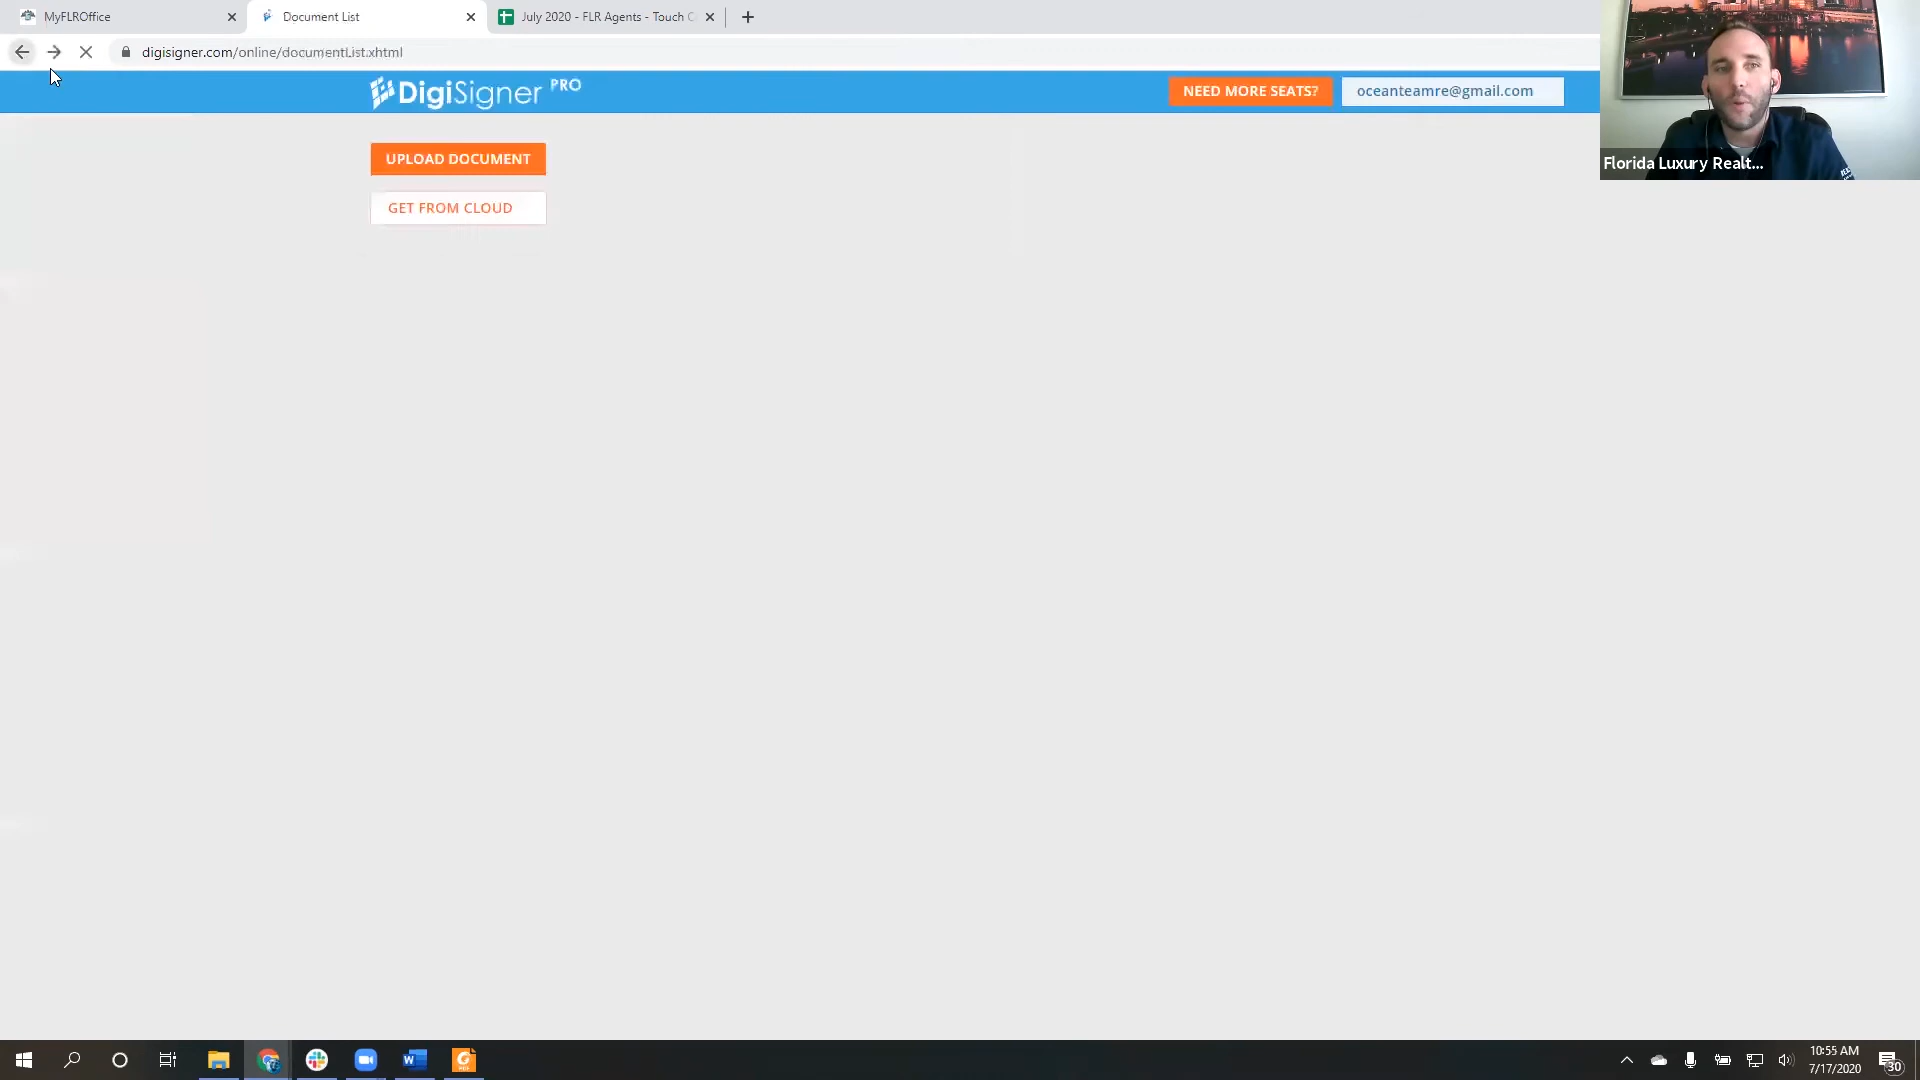 MyFLROffice
Document List
July 2020 - FLR Agents - Touch
digisigner.com/online/documentList.xhtml
DigiSigner PRO
NEED MORE SEATS?
oceanteamre@gmail.com
UPLOAD DOCUMENT
GET FROM CLOUD
Florida Luxury Realt...
10:55 AM
7/17/2020
30